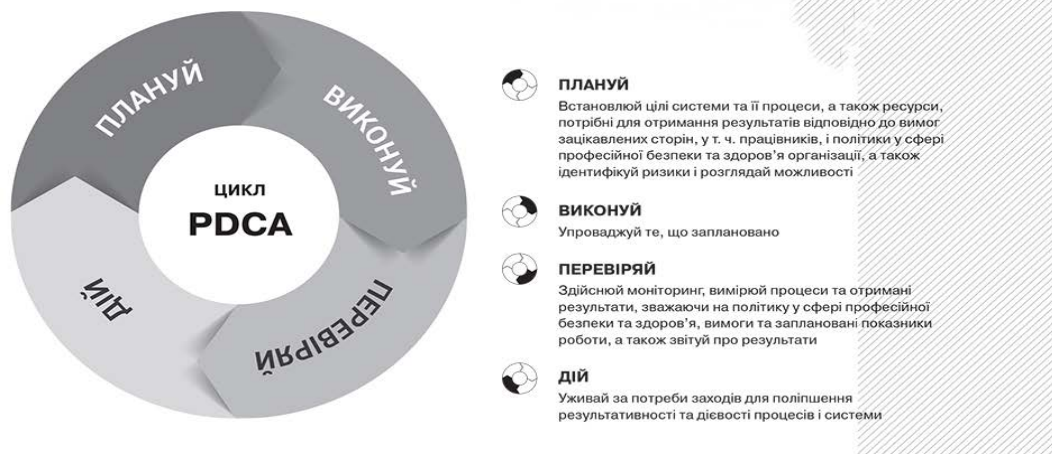 ПЛАНУЙ
ВИКОНУЙ
ПЕРЕВІРЯЙ
ДІЙ
ЦИКЛ
PDCA
ПЛАНУЙ
Встановлюй цілі системи та її процеси, а також ресурси,
потрібні для отримання результатів відповідно до вимог
зацікавлених сторін, у т. ч. працівників, і політики у сфері
професійної безпеки та здоров’я організації, а також
ідентифікуй ризики і розглядай можливості
ВИКОНУЙ
Упроваджуй те, що заплановано
ПЕРЕВІРЯЙ
Здійснюй моніторинг, вимірюй процеси та отримані
результати, зважаючи на політику у сфері професійної
безпеки та здоров’я, вимоги та заплановані показники
роботи, а також звітуй про результати
ДІЙ
Уживай за потреби заходів для поліпшення
результативності та дієвості процесів і системи